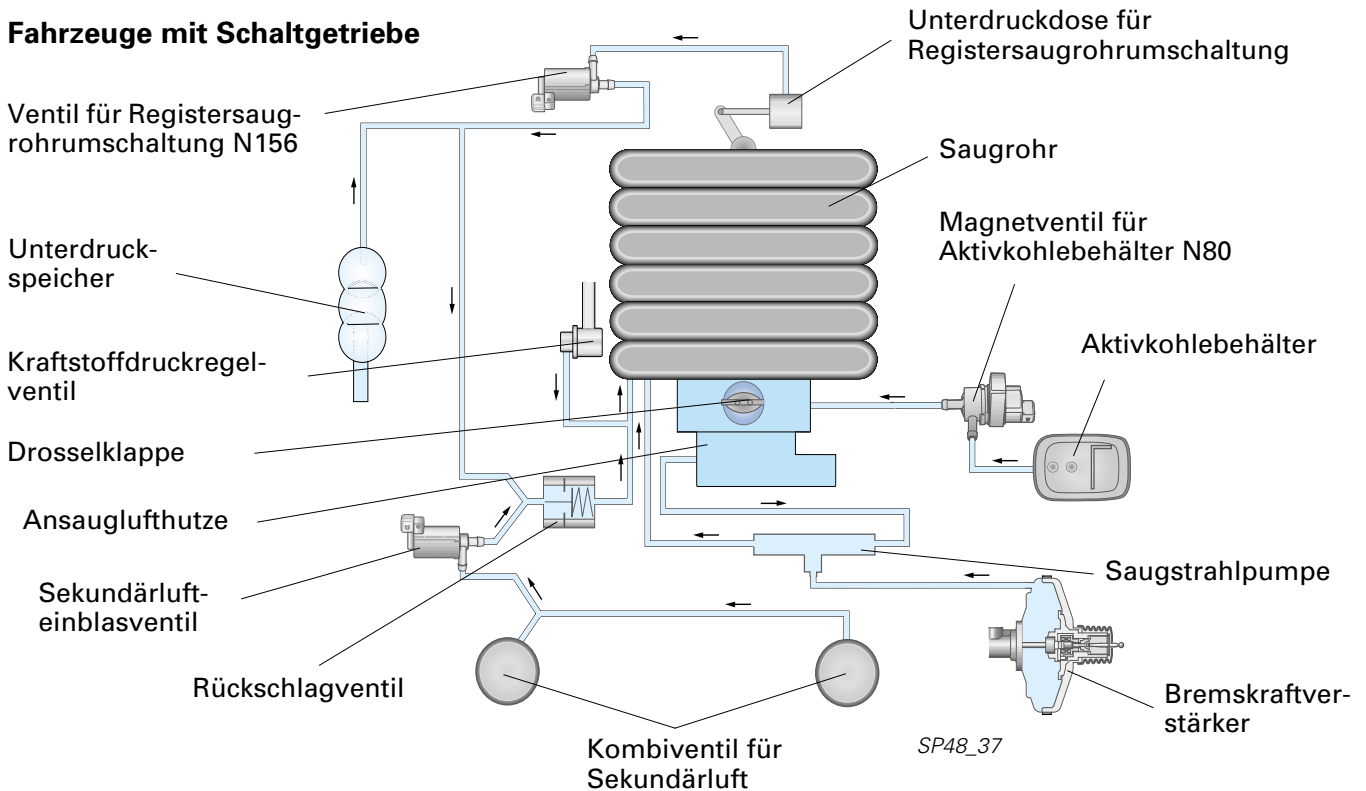 Fahrzeuge mit Schaltgetriebe
Unterdruckdose für
Registersaugrohrumschaltung
Ventil für Registersaug-
rohrumschaltung N156
Saugrohr
Magnetventil für
Aktivkohlebehälter N80
Unterdruck-
speicher
Aktivkohlebehälter
Kraftstoffdruckregel-
ventil
Drosselklappe
Ansauglufthutze
Saugstrahlpumpe
Sekundärluft-
einblasventil
Rückschlagventil
Bremskraftver-
stärker
Kombiventil für
Sekundärluft
SP48_37